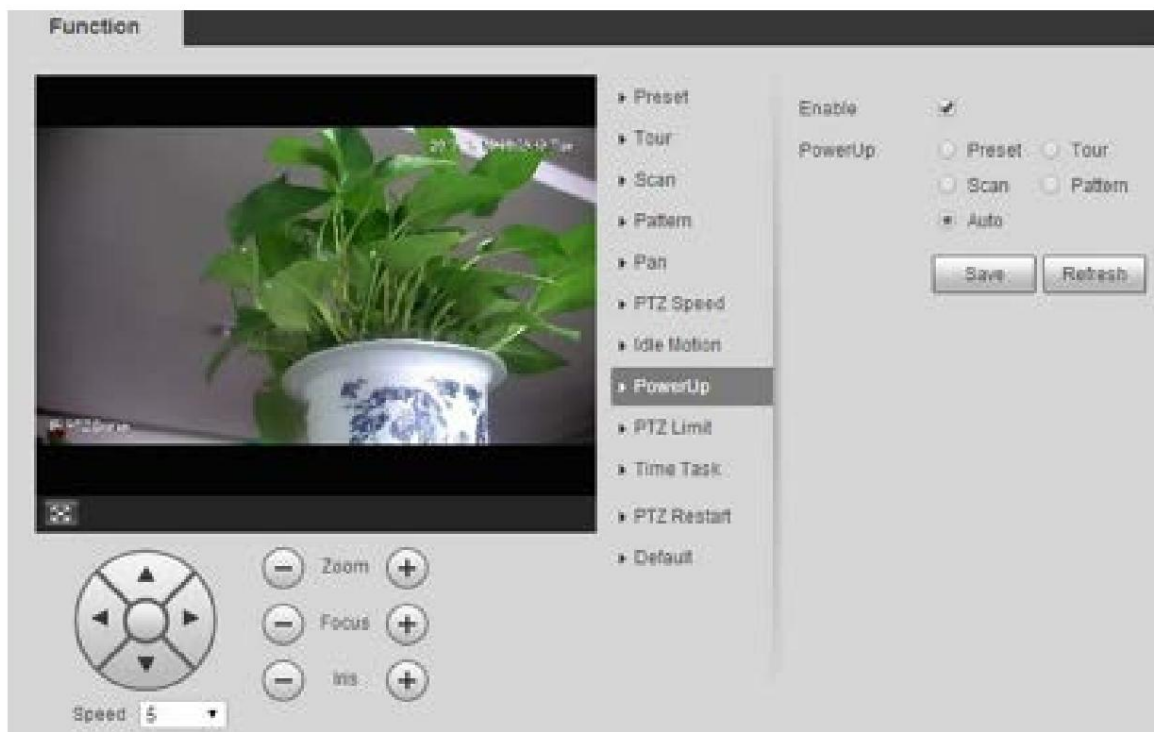 Function
Preset
Tour
Scan
Pattern
Pan
PTZ Speed
Idle Motion
PowerUp
PTZ Limit
Time Task
PTZ Restart
Default
Enable
PowerUp
Preset Tour
Scan Pattern
Auto
Save Refresh
Zoom
Focus
Iris
Speed 5